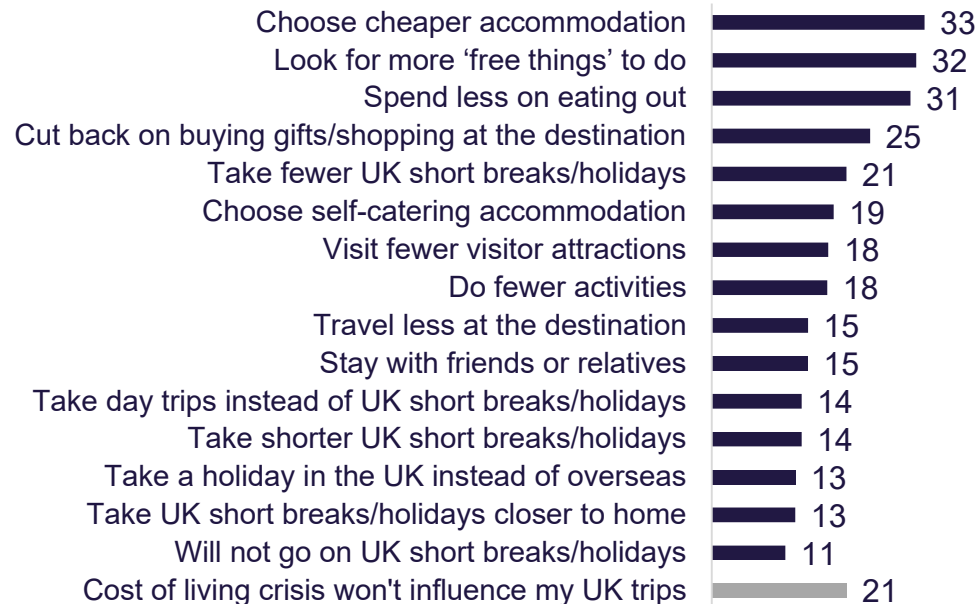 Choose cheaper accommodation 33
Look for more ‘free things’ to do 32
Spend less on eating out 31
Cut back on buying gifts/shopping at the destination 25
Take fewer UK short breaks/holidays 21
Choose self-catering accommodation 19
Visit fewer visitor attractions 18
Do fewer activities 18
Travel less at the destination 15
Stay with friends or relatives 15
Take day trips instead of UK short breaks/holidays 14
Take shorter UK short breaks/holidays 14
Take a holiday in the UK instead of overseas 13
Take UK short breaks/holidays closer to home 13
Will not go on UK short breaks/holidays 11
Cost of living crisis won't influence my UK trips 21